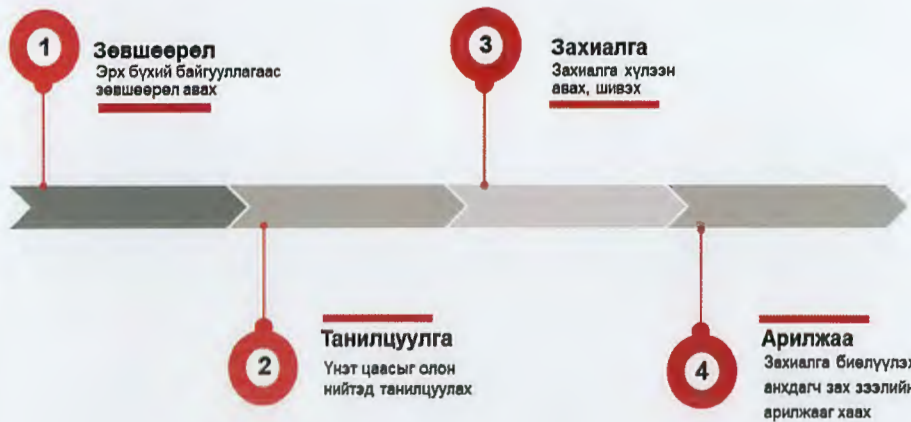 1
Зөвшөөрөл
Эрх бүхий байгууллагаас
зөвшөөрөл авах
3
Захиалга
Захиалга хүлээн
авах, шивэх
2
Танилцуулга
Үнэт цаасыг олон
нийтэд танилцуулах
4
Арилжаа
Захиалга биелүүлэх
анхдагч зах зээлийн
арилжааг хаах